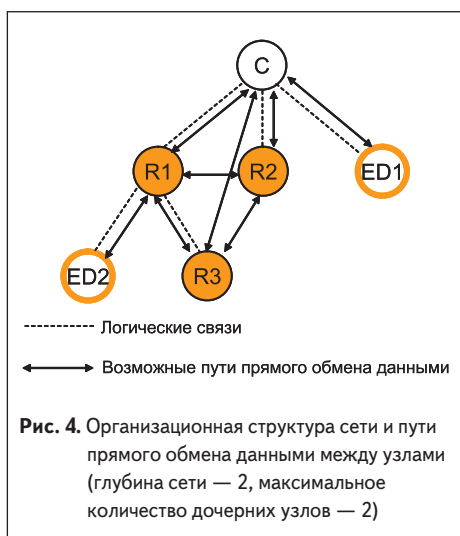 C
R1
R2
ED1
ED2
R3
Логические связи
Возможные пути прямого обмена данными
Рис. 4. Организационная структура сети и пути
прямого обмена данными между узлами
(глубина сети — 2, максимальное
количество дочерних узлов — 2)